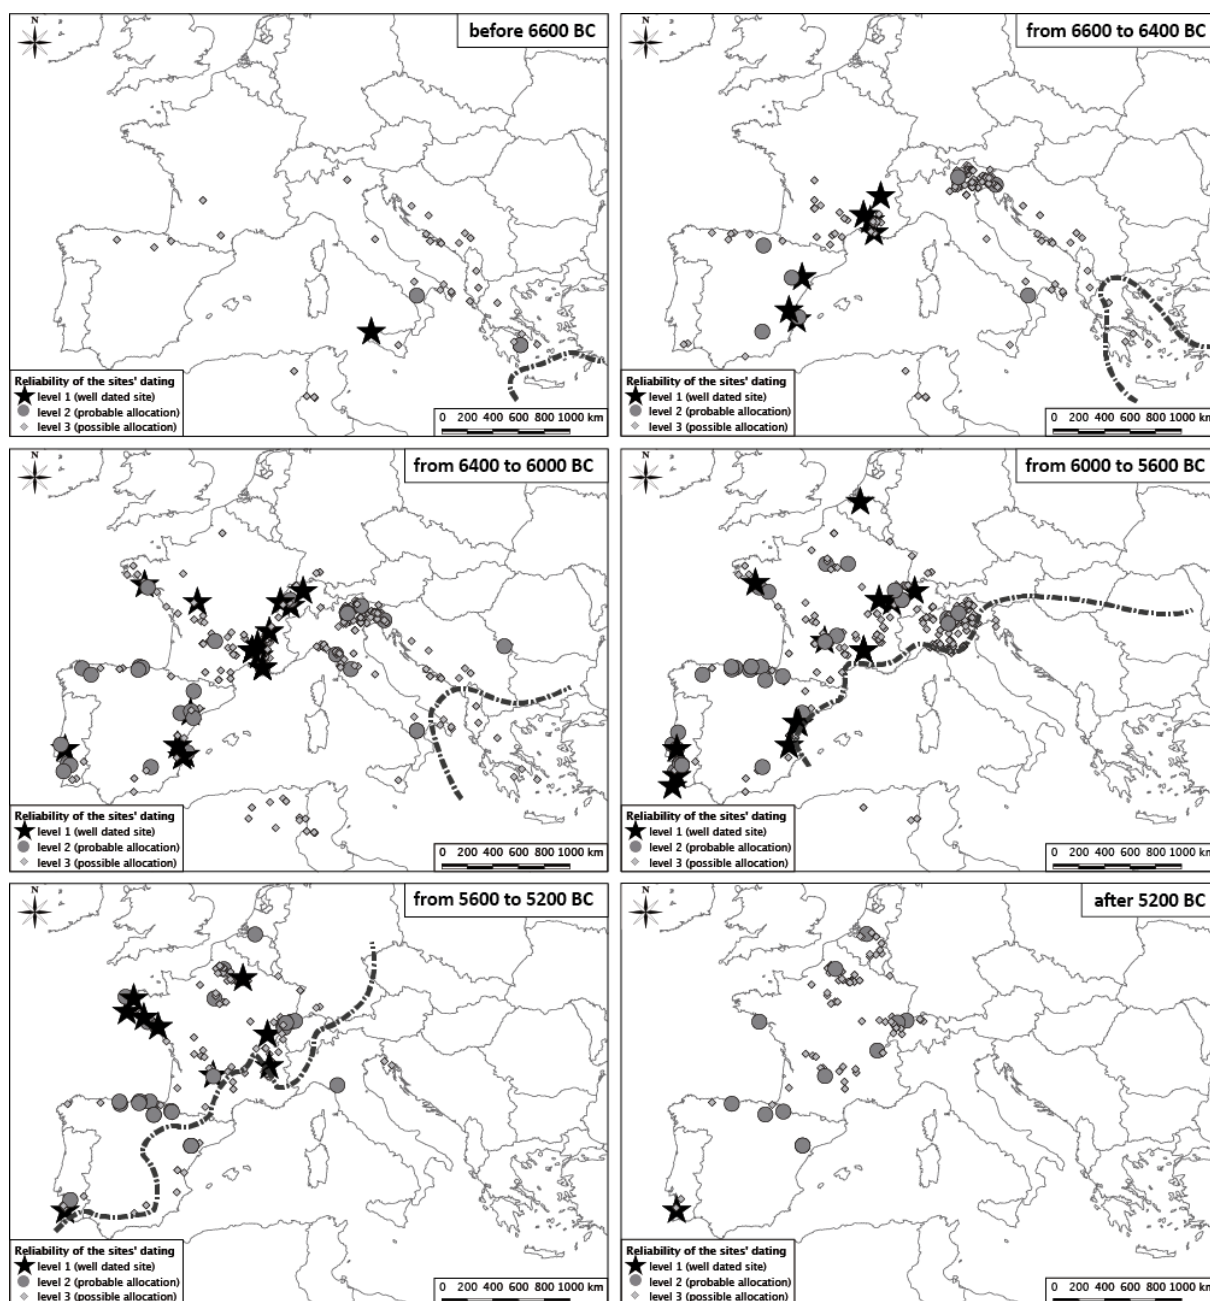 N
before 6600 BC
Reliability of the sites' dating
level 1 (well dated site)
level 2 (probable allocation)
level 3 (possible allocation)
0 200 400 600 800 1000 km
N
from 6600 to 6400 BC
Reliability of the sites' dating
level 1 (well dated site)
level 2 (probable allocation)
level 3 (possible allocation)
0 200 400 600 800 1000 km
N
from 6400 to 6000 BC
Reliability of the sites' dating
level 1 (well dated site)
level 2 (probable allocation)
level 3 (possible allocation)
0 200 400 600 800 1000 km
N
from 6000 to 5600 BC
Reliability of the sites' dating
level 1 (well dated site)
level 2 (probable allocation)
level 3 (possible allocation)
0 200 400 600 800 1000 km
N
from 5600 to 5200 BC
Reliability of the sites' dating
level 1 (well dated site)
level 2 (probable allocation)
level 3 (possible allocation)
0 200 400 600 800 1000 km
N
after 5200 BC
Reliability of the sites' dating
level 1 (well dated site)
level 2 (probable allocation)
level 3 (possible allocation)
0 200 400 600 800 1000 km